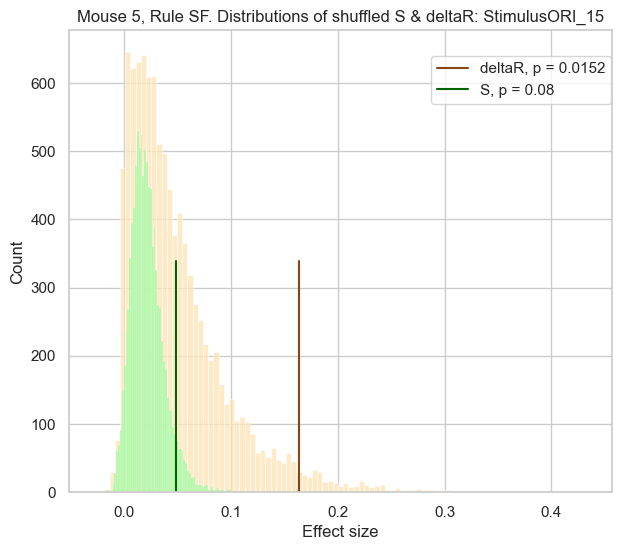 Mouse 5, Rule SF. Distributions of shuffled S & deltaR: StimulusORI_15
deltaR, p = 0.0152
S, p = 0.08
600
500
400
300
200
100
0
Count
0.0 0.1 0.2 0.3 0.4
Effect size